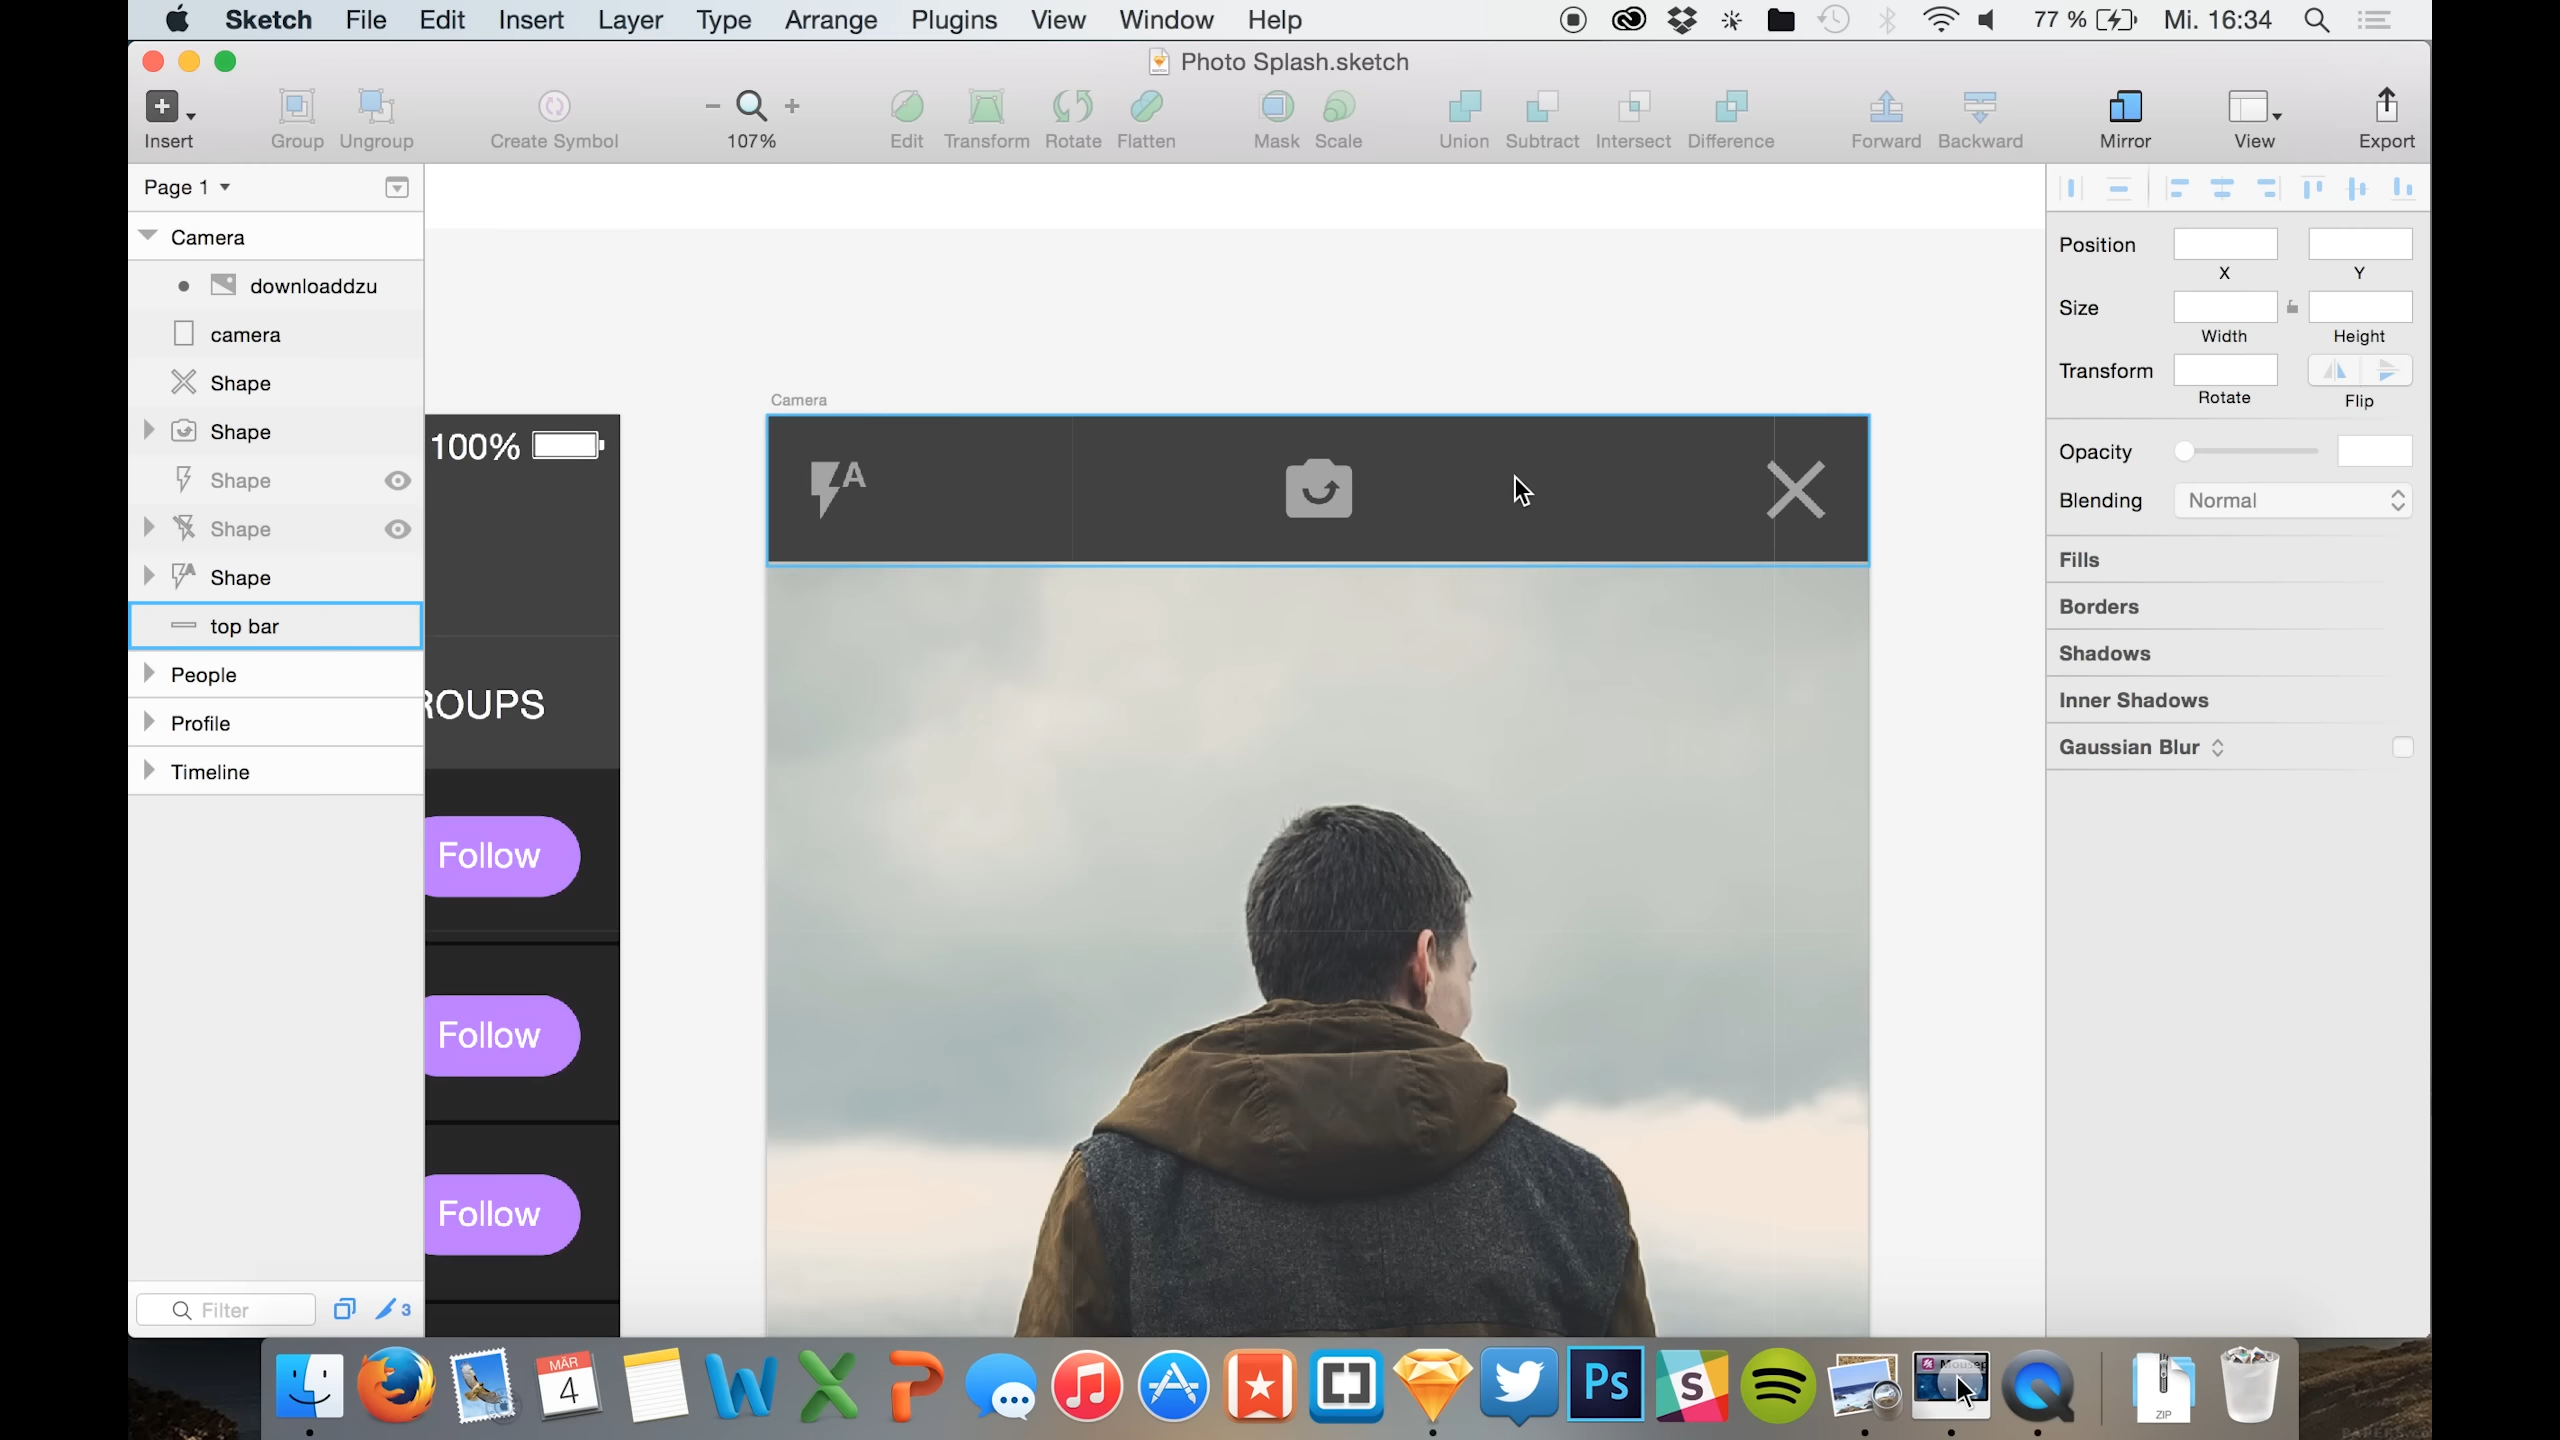 Sketch File Edit Insert Layer Type Arrange Plugins View Window Help 77 % Mi. 16:34
Photo Splash.sketch
Insert Group Ungroup Create Symbol 107% Edit Transform Rotate Flatten Mask Scale Union Subtract Intersect Difference Forward Backward Mirror View Export
Page 1
Camera
downloaddzu
camera
Shape
Shape
Shape
Shape
Shape
top bar
People
Profile
Timeline
Filter
3
100%
ROUPS
Follow
Follow
Follow
Camera
A
Position
X Y
Size
Width Height
Transform
Rotate Flip
Opacity
Blending Normal
Fills
Borders
Shadows
Inner Shadows
Gaussian Blur
MÄR
4
Ps
S
ZIP